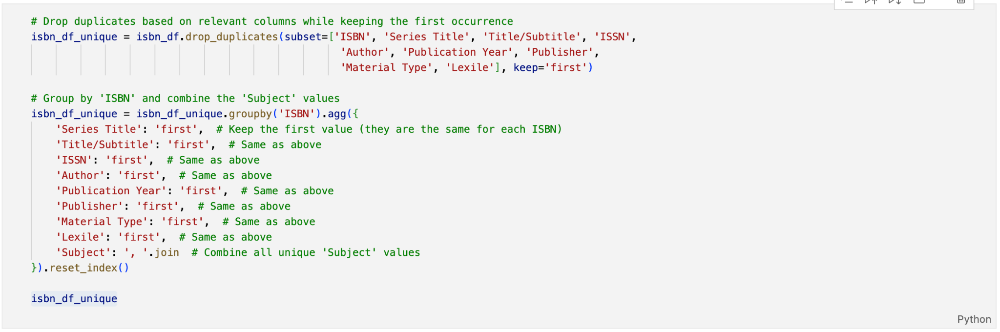 # Drop duplicates based on relevant columns while keeping the first occurrence
isbn_df_unique = isbn_df.drop_duplicates(subset=['ISBN', 'Series Title', 'Title/Subtitle', 'ISSN',
                                                  'Author', 'Publication Year', 'Publisher',
                                                  'Material Type', 'Lexile'], keep='first')
# Group by 'ISBN' and combine the 'Subject' values
isbn_df_unique = isbn_df_unique.groupby('ISBN').agg({
    'Series Title': 'first',  # Keep the first value (they are the same for each ISBN)
    'Title/Subtitle': 'first',  # Same as above
    'ISSN': 'first',  # Same as above
    'Author': 'first',  # Same as above
    'Publication Year': 'first',  # Same as above
    'Publisher': 'first',  # Same as above
    'Material Type': 'first',  # Same as above
    'Lexile': 'first',  # Same as above
    'Subject': ', '.join  # Combine all unique 'Subject' values
}).reset_index()
isbn_df_unique
Python